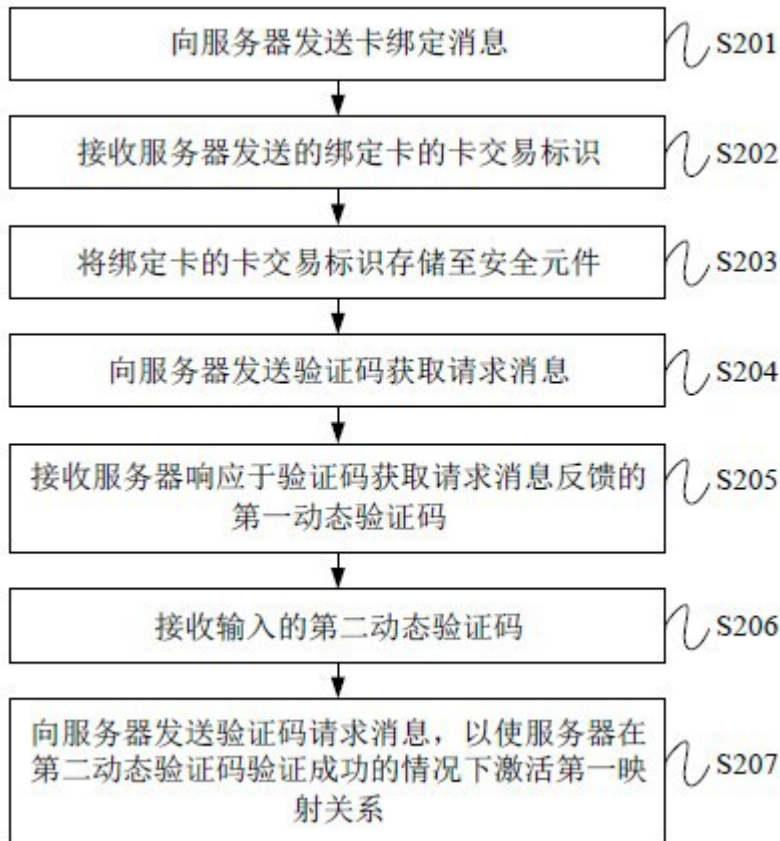 向服务器发送卡绑定消息
S201
接收服务器发送的绑定卡的卡交易标识
S202
将绑定卡的卡交易标识存储至安全元件
S203
向服务器发送验证码获取请求消息
S204
接收服务器响应于验证码获取请求消息反馈的
第一动态验证码
S205
接收输入的第二动态验证码
S206
向服务器发送验证码请求消息，以使服务器在
第二动态验证码验证成功的情况下激活第一映
射关系
S207